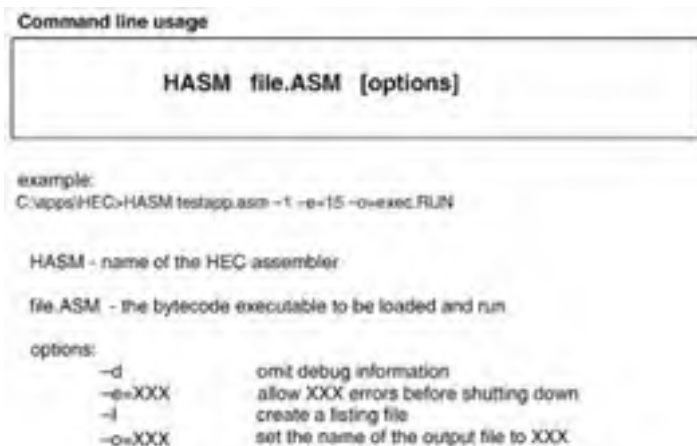 Command line usage
HASM file.ASM [options]
example:
C:\apps\HEC>HASM testapp.asm -1 -e=15 -o=exec.RUN
HASM - name of the HEC assembler
file.ASM - the bytecode executable to be loaded and run
options:
-d omit debug information
-e=XXX allow XXX errors before shutting down
-l create a listing file
-o=XXX set the name of the output file to XXX